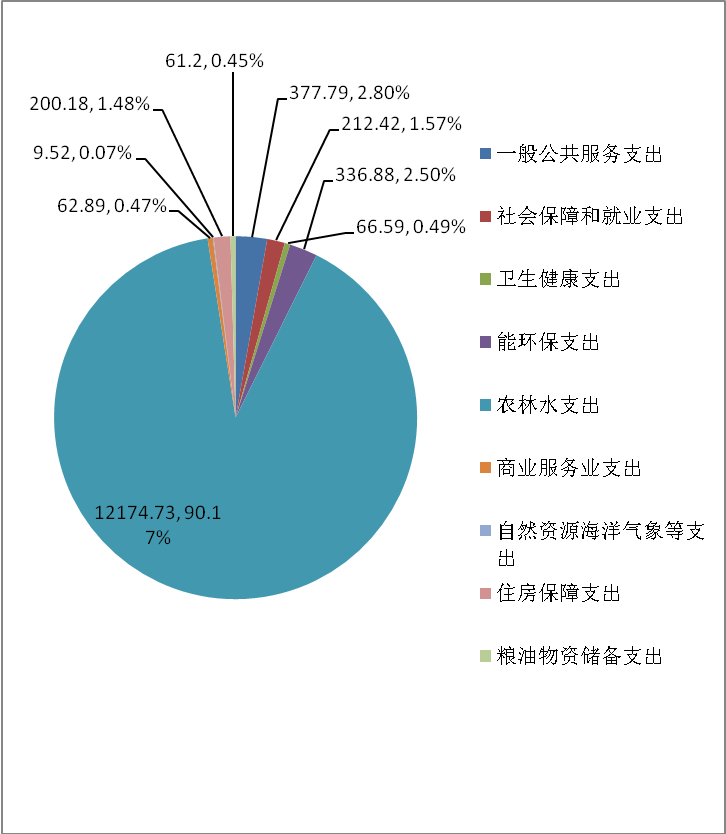 61.2, 0.45%
377.79, 2.80%
200.18, 1.48%
212.42, 1.57%
9.52, 0.07%
336.88, 2.50%
62.89, 0.47%
66.59, 0.49%
12174.73, 90.1
7%
一般公共服务支出
社会保障和就业支出
卫生健康支出
能环保支出
农林水支出
商业服务业支出
自然资源海洋气象等支
出
住房保障支出
粮油物资储备支出